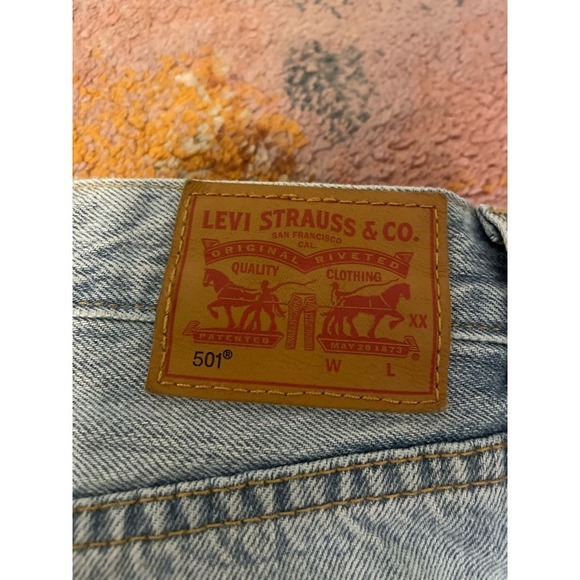 LEVI STRAUSS & CO.
SAN FRANCISCO
CAL.
ORIGINAL RIVETED
QUALITY CLOTHING
XX
PATENTED MAY 20 1873 ®
501® W L